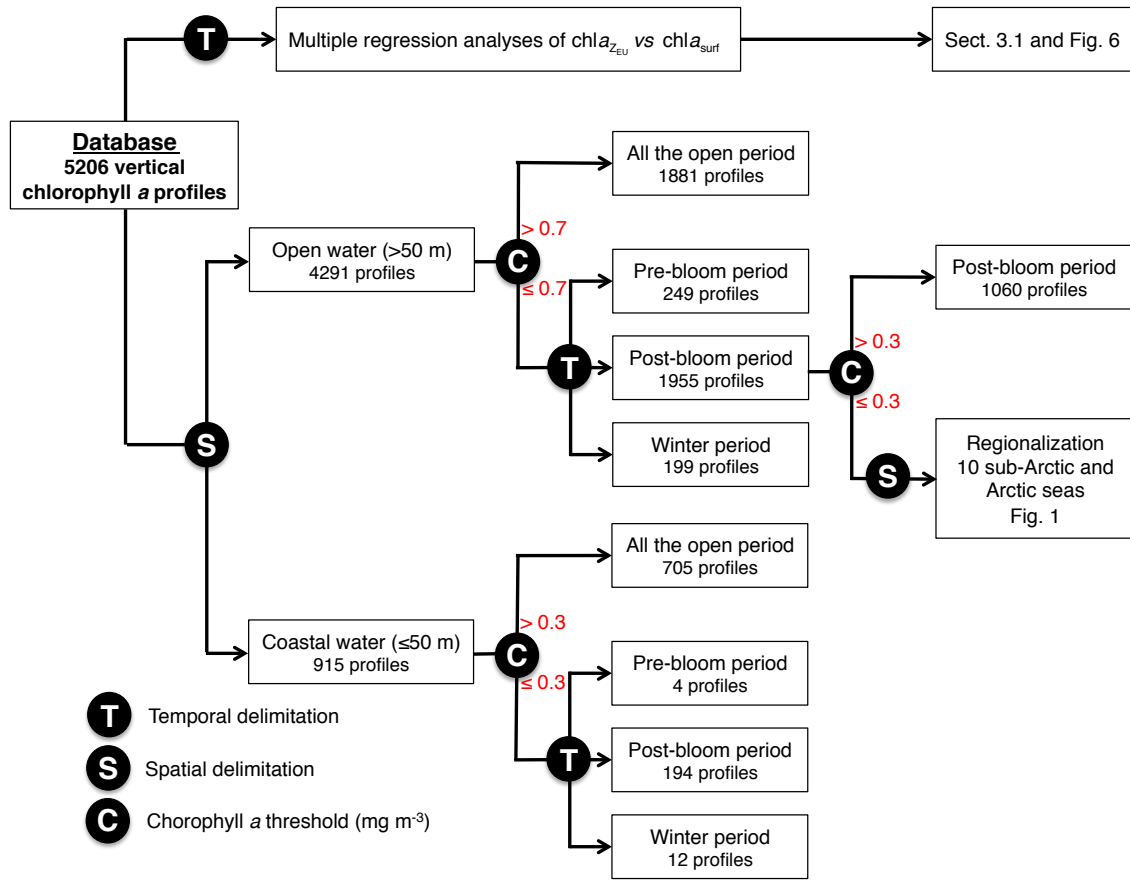 T
Multiple regression analyses of chla_ZEU vs chla_surf
Sect. 3.1 and Fig. 6
Database
5206 vertical
chlorophyll a profiles
S
Open water (>50 m)
4291 profiles
C
> 0.7
≤ 0.7
All the open period
1881 profiles
T
Pre-bloom period
249 profiles
Post-bloom period
1955 profiles
Winter period
199 profiles
C
> 0.3
≤ 0.3
Post-bloom period
1060 profiles
S
Regionalization
10 sub-Arctic and
Arctic seas
Fig. 1
Coastal water (≤50 m)
915 profiles
C
> 0.3
≤ 0.3
All the open period
705 profiles
T
Pre-bloom period
4 profiles
Post-bloom period
194 profiles
Winter period
12 profiles
T Temporal delimitation
S Spatial delimitation
C Chorophyll a threshold (mg m⁻³)